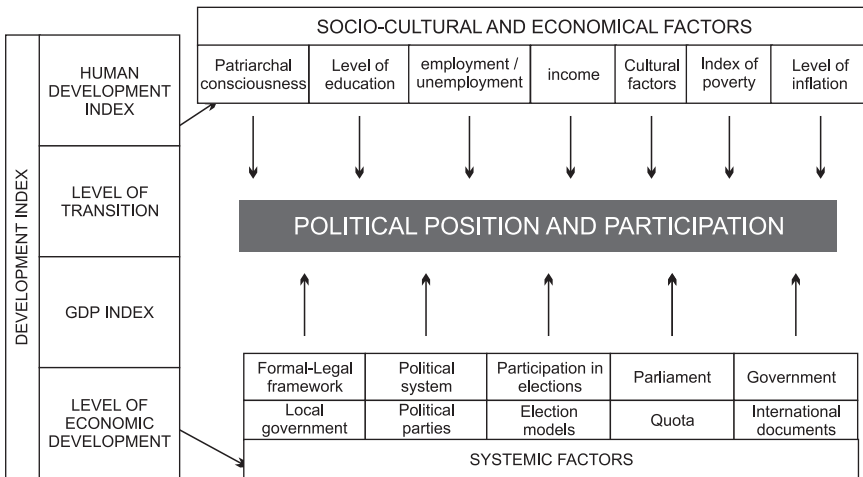 DEVELOPMENT INDEX
HUMAN
DEVELOPMENT
INDEX
LEVEL OF
TRANSITION
GDP INDEX
LEVEL OF
ECONOMIC
DEVELOPMENT
SOCIO-CULTURAL AND ECONOMICAL FACTORS
Patriarchal
consciousness
Level of
education
employment /
unemployment
income
Cultural
factors
Index of
poverty
Level of
inflation
POLITICAL POSITION AND PARTICIPATION
Formal-Legal
framework
Political
system
Participation in
elections
Parliament
Government
Local
government
Political
parties
Election
models
Quota
International
documents
SYSTEMIC FACTORS